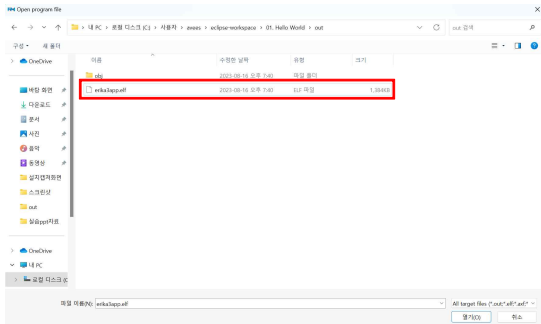 Open program file
내 PC > 로컬 디스크 (C:) > 사용자 > awees > eclipse-workspace > 01. Hello World > out
out 검색
구성
새 폴더
이름 수정한 날짜 유형 크기
obj 2023-08-16 오후 7:40 파일 폴더
erika3app.elf 2023-08-16 오후 7:40 ELF 파일 1,384KB
OneDrive
바탕 화면
다운로드
문서
사진
음악
동영상
설치캡처화면
스크린샷
out
실습ppt자료
OneDrive
내 PC
로컬 디스크 (C
파일 이름(N): erika3app.elf
All target files (*.out;*.elf;*.axf;*
열기(O) 취소